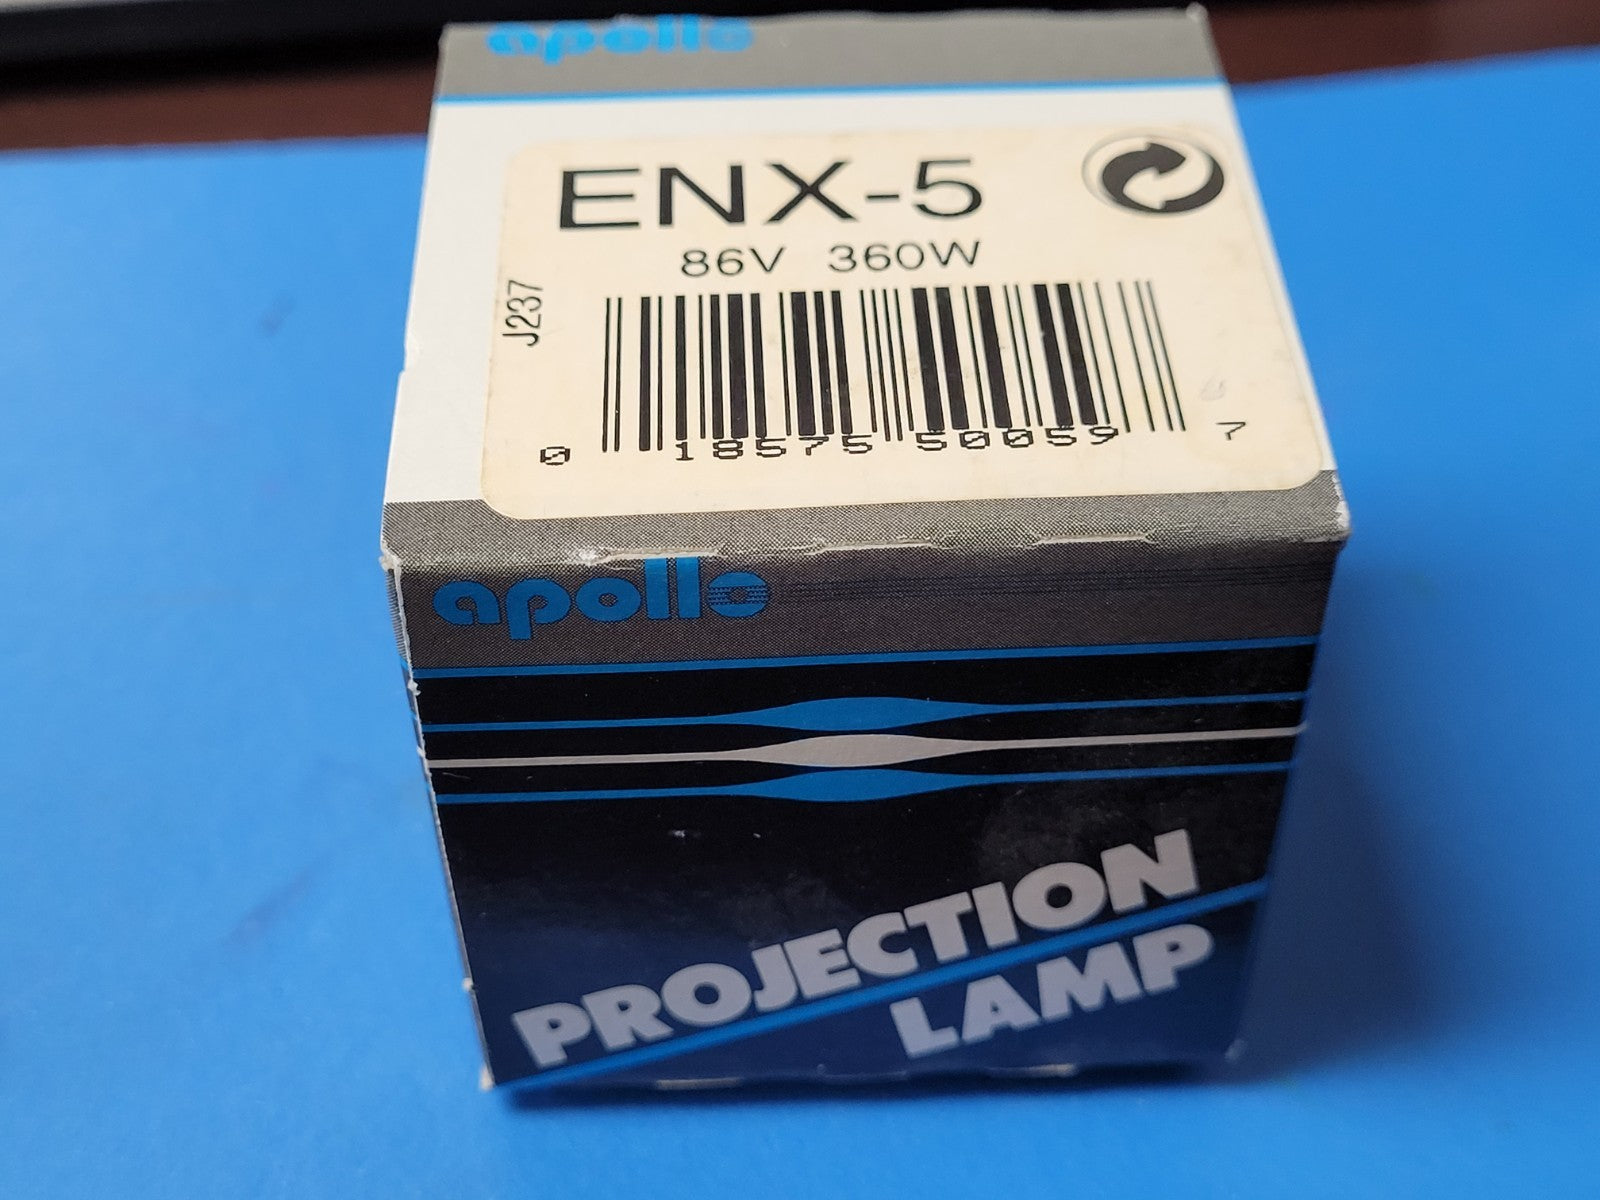 apollo
ENX-5
86V 360W
J237
0 18575 50059 7
apollo
PROJECTION
LAMP